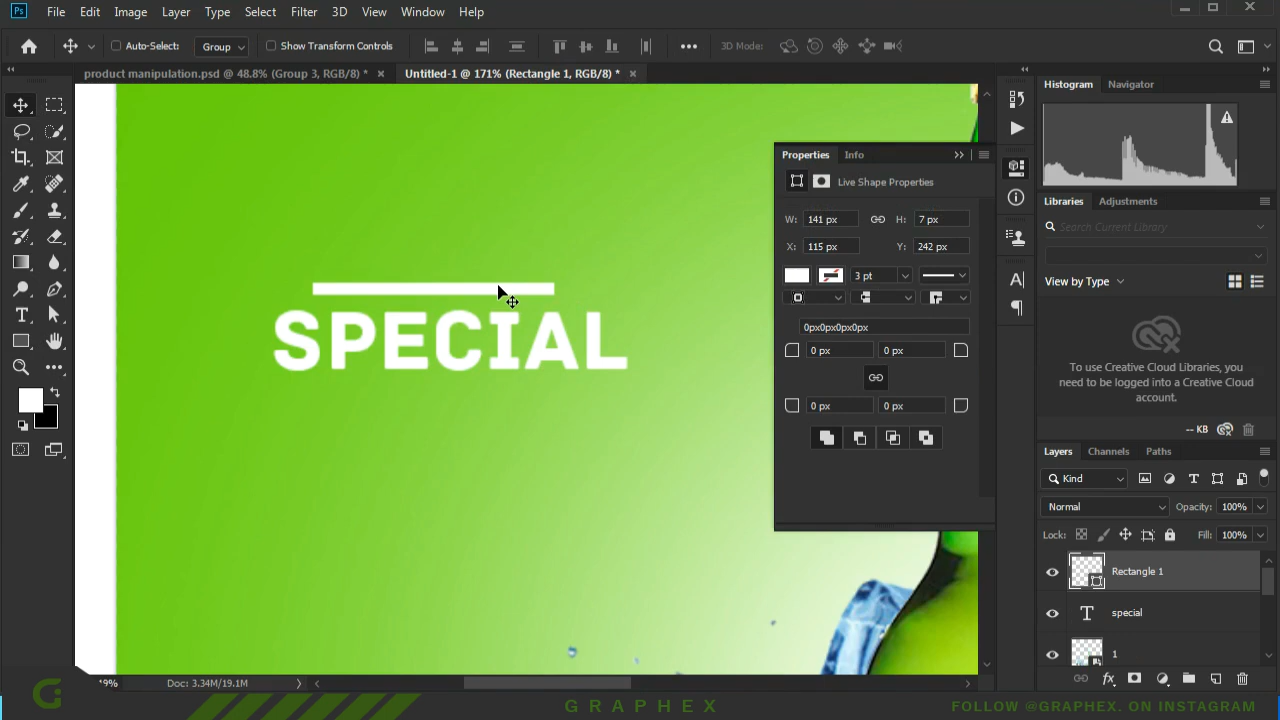 Ps File Edit Image Layer Type Select Filter 3D View Window Help
Auto-Select: Group Show Transform Controls 3D Mode:
product manipulation.psd @ 48.8% (Group 3, RGB/8) * × Untitled-1 @ 171% (Rectangle 1, RGB/8) * ×
Histogram Navigator
Properties Info
Live Shape Properties
W: 141 px H: 7 px
X: 115 px Y: 242 px
3 pt
0px0px0px0px
0 px 0 px
0 px 0 px
SPECIAL
Libraries Adjustments
Search Current Library
View by Type
To use Creative Cloud Libraries, you
need to be logged into a Creative Cloud
account.
-- KB
Layers Channels Paths
Kind
Normal Opacity: 100%
Lock: Fill: 100%
Rectangle 1
special
1
Doc: 3.34M/19.1M
GRAPHEX
FOLLOW @GRAPHEX. ON INSTAGRAM